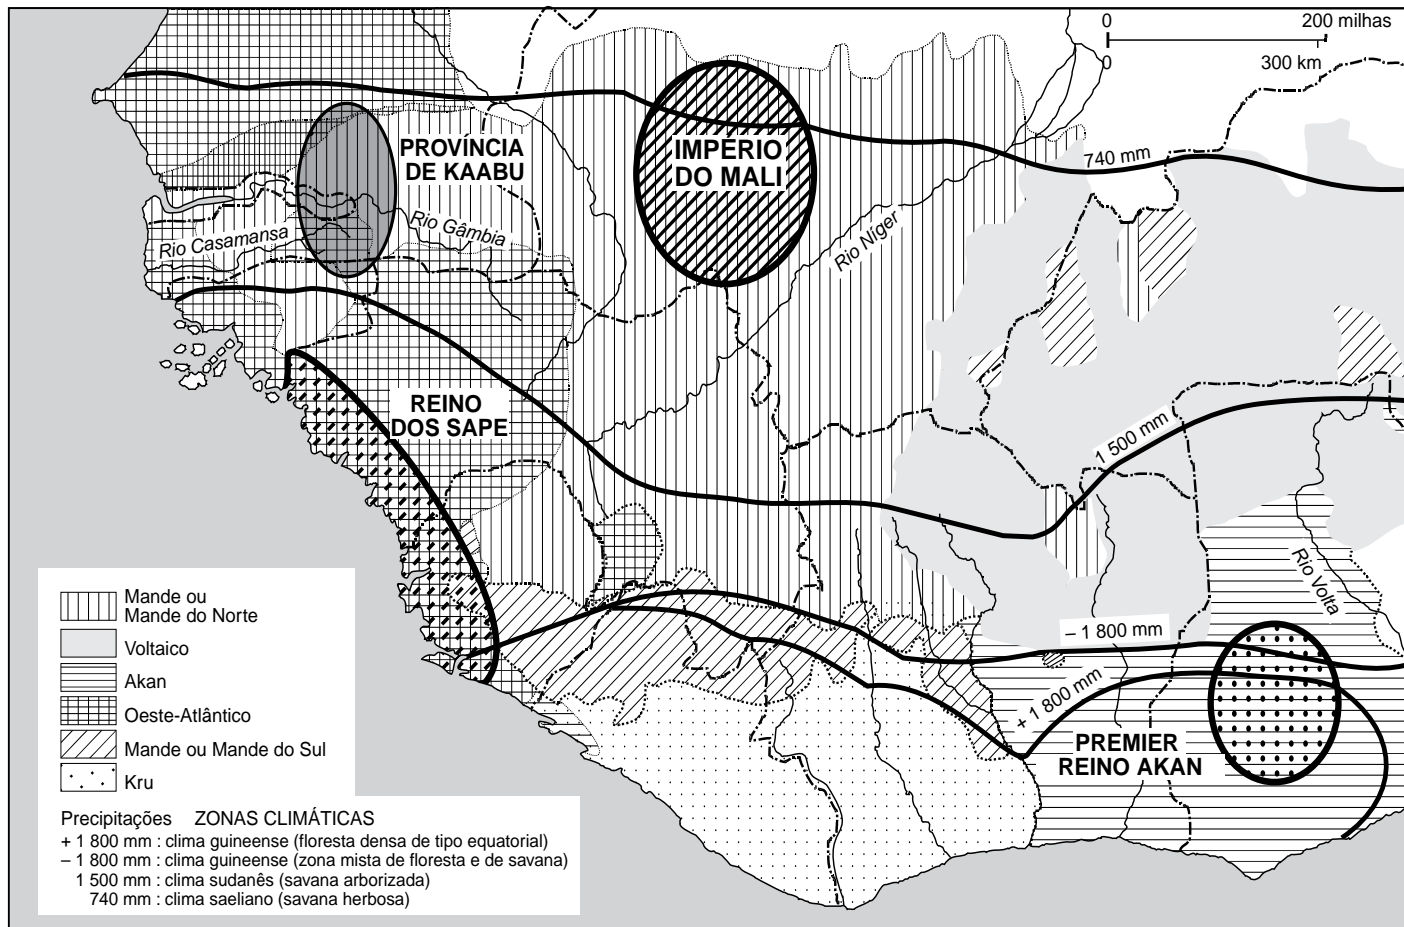 0
200 milhas
0
300 km
PROVÍNCIA
DE KAABU
IMPÉRIO
DO MALI
740 mm
Rio Casamansa
Rio Gâmbia
Rio Níger
REINO
DOS SAPE
1 500 mm
Rio Volta
– 1 800 mm
+ 1 800 mm
PREMIER
REINO AKAN
Mande ou
Mande do Norte
Voltaico
Akan
Oeste-Atlântico
Mande ou Mande do Sul
Kru
Precipitações ZONAS CLIMÁTICAS
+ 1 800 mm : clima guineense (floresta densa de tipo equatorial)
– 1 800 mm : clima guineense (zona mista de floresta e de savana)
1 500 mm : clima sudanês (savana arborizada)
740 mm : clima saeliano (savana herbosa)